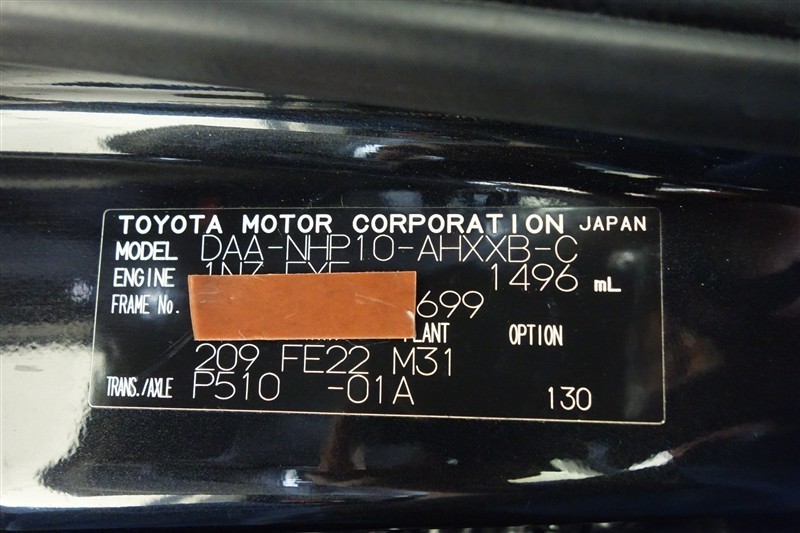 TOYOTA MOTOR CORPORATION JAPAN
MODEL DAA-NHP10-AHXXB-C
ENGINE 1496 mL
FRAME No. 699
OPTION
209 FE22 M31
TRANS./AXLE P510 -01A 130